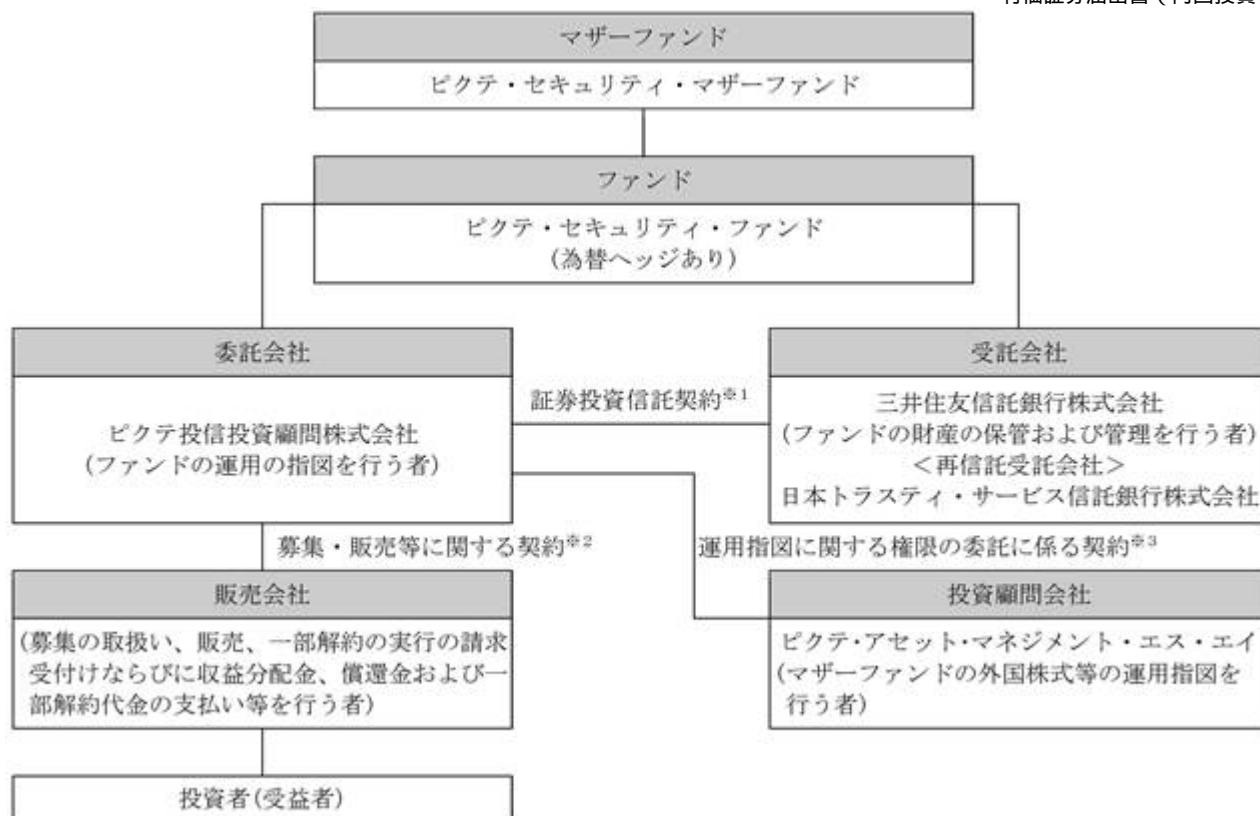 マザーファンド
ピクテ・セキュリティ・マザーファンド
ファンド
ピクテ・セキュリティ・ファンド
(為替ヘッジあり)
委託会社
ピクテ投信投資顧問株式会社
(ファンドの運用の指図を行う者)
証券投資信託契約※1
受託会社
三井住友信託銀行株式会社
(ファンドの財産の保管および管理を行う者)
<再信託受託会社>
日本トラスティ・サービス信託銀行株式会社
募集・販売等に関する契約※2
運用指図に関する権限の委託に係る契約※3
販売会社
(募集の取扱い、販売、一部解約の実行の請求
受付けならびに収益分配金、償還金および一
部解約代金の支払い等を行う者)
投資顧問会社
ピクテ・アセット・マネジメント・エス・エイ
(マザーファンドの外国株式等の運用指図を
行う者)
投資者(受益者)